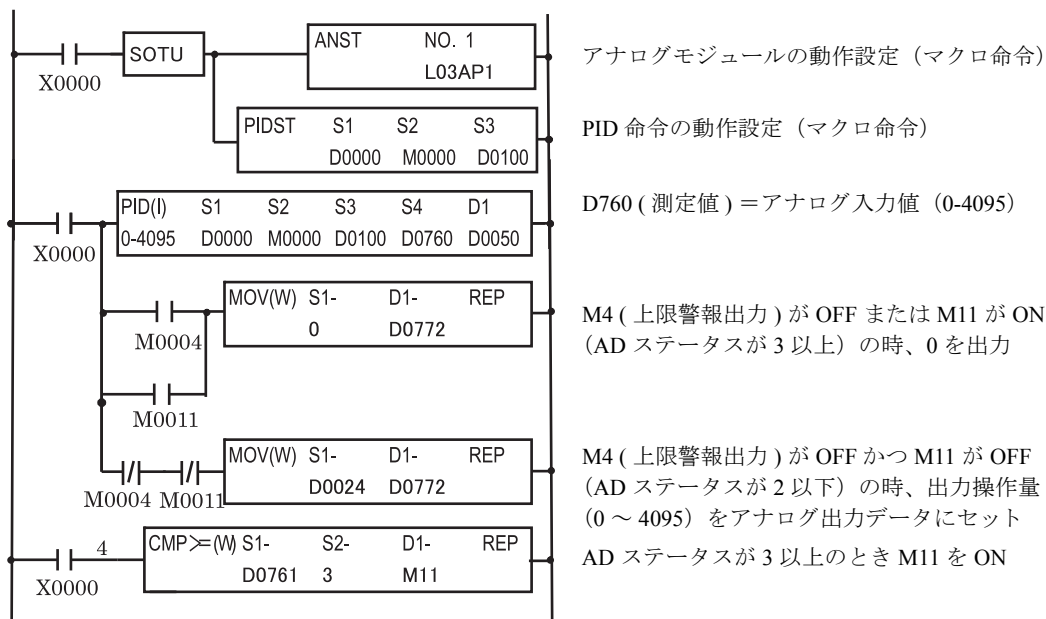 ANST NO. 1
SOTU
L03AP1
X0000
アナログモジュールの動作設定（マクロ命令）
PIDST S1 S2 S3
D0000 M0000 D0100
PID 命令の動作設定（マクロ命令）
PID(I) S1 S2 S3 S4 D1
0-4095 D0000 M0000 D0100 D0760 D0050
X0000
D760 ( 測定値 ) ＝アナログ入力値（0-4095）
MOV(W) S1- D1- REP
0 D0772
M0004
M0011
M4 ( 上限警報出力 ) が OFF または M11 が ON
（AD ステータスが 3 以上）の時、0 を出力
MOV(W) S1- D1- REP
D0024 D0772
M0004 M0011
M4 ( 上限警報出力 ) が OFF かつ M11 が OFF
（AD ステータスが 2 以下）の時、出力操作量
（0 ～ 4095）をアナログ出力データにセット
4
CMP>=(W) S1- S2- D1- REP
D0761 3 M11
X0000
AD ステータスが 3 以上のとき M11 を ON